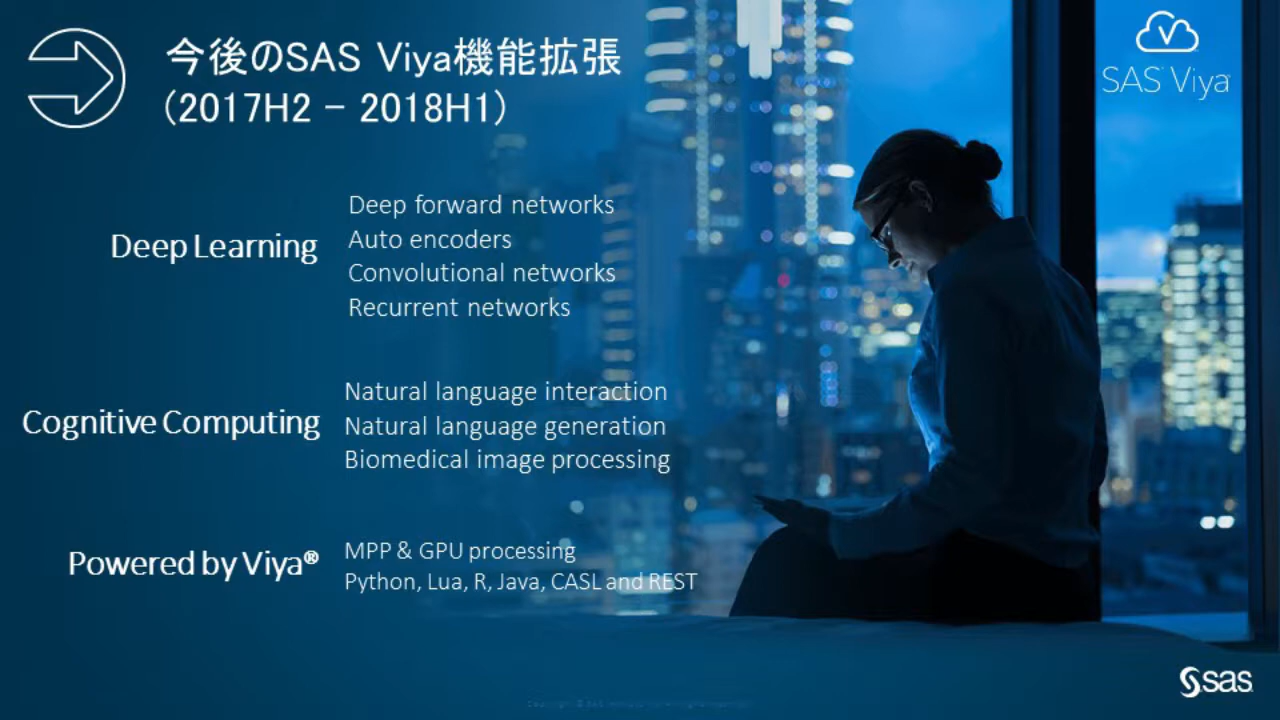 今後のSAS Viya機能拡張
(2017H2 – 2018H1)
SAS Viya
Deep Learning
Deep forward networks
Auto encoders
Convolutional networks
Recurrent networks
Cognitive Computing
Natural language interaction
Natural language generation
Biomedical image processing
Powered by Viya®
MPP & GPU processing
Python, Lua, R, Java, CASL and REST
sas